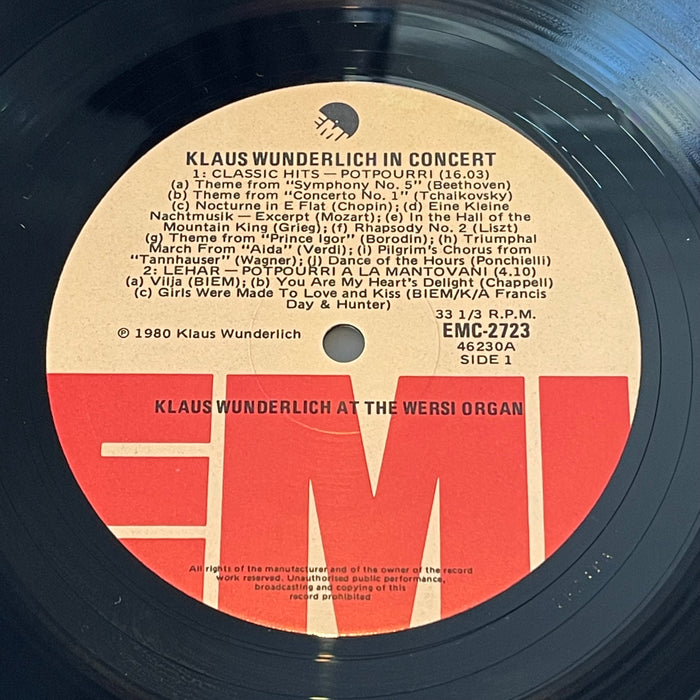 EMI
KLAUS WUNDERLICH IN CONCERT
1: CLASSIC HITS — POTPOURRI (16.03)
(a) Theme from "Symphony No. 5" (Beethoven)
(b) Theme from "Concerto No. 1" (Tchaikovsky)
(c) Nocturne in E Flat (Chopin); (d) Eine Kleine
Nachtmusik — Excerpt (Mozart); (e) In the Hall of the
Mountain King (Grieg); (f) Rhapsody No. 2 (Liszt)
(g) Theme from "Prince Igor" (Borodin); (h) Triumphal
March From "Aida" (Verdi); (i) Pilgrim's Chorus from
"Tannhauser" (Wagner); (j) Dance of the Hours (Ponchielli)
2: LEHAR — POTPOURRI A LA MANTOVANI (4.10)
(a) Vilja (BIEM); (b) You Are My Heart's Delight (Chappell)
(c) Girls Were Made To Love and Kiss (BIEM/K/A Francis
Day & Hunter)
33 1/3 R.P.M.
℗ 1980 Klaus Wunderlich
EMC-2723
46230A
SIDE 1
EMI
KLAUS WUNDERLICH AT THE WERSI ORGAN
All rights of the manufacturer and of the owner of the record
work reserved. Unauthorised public performance,
broadcasting and copying of this
record prohibited